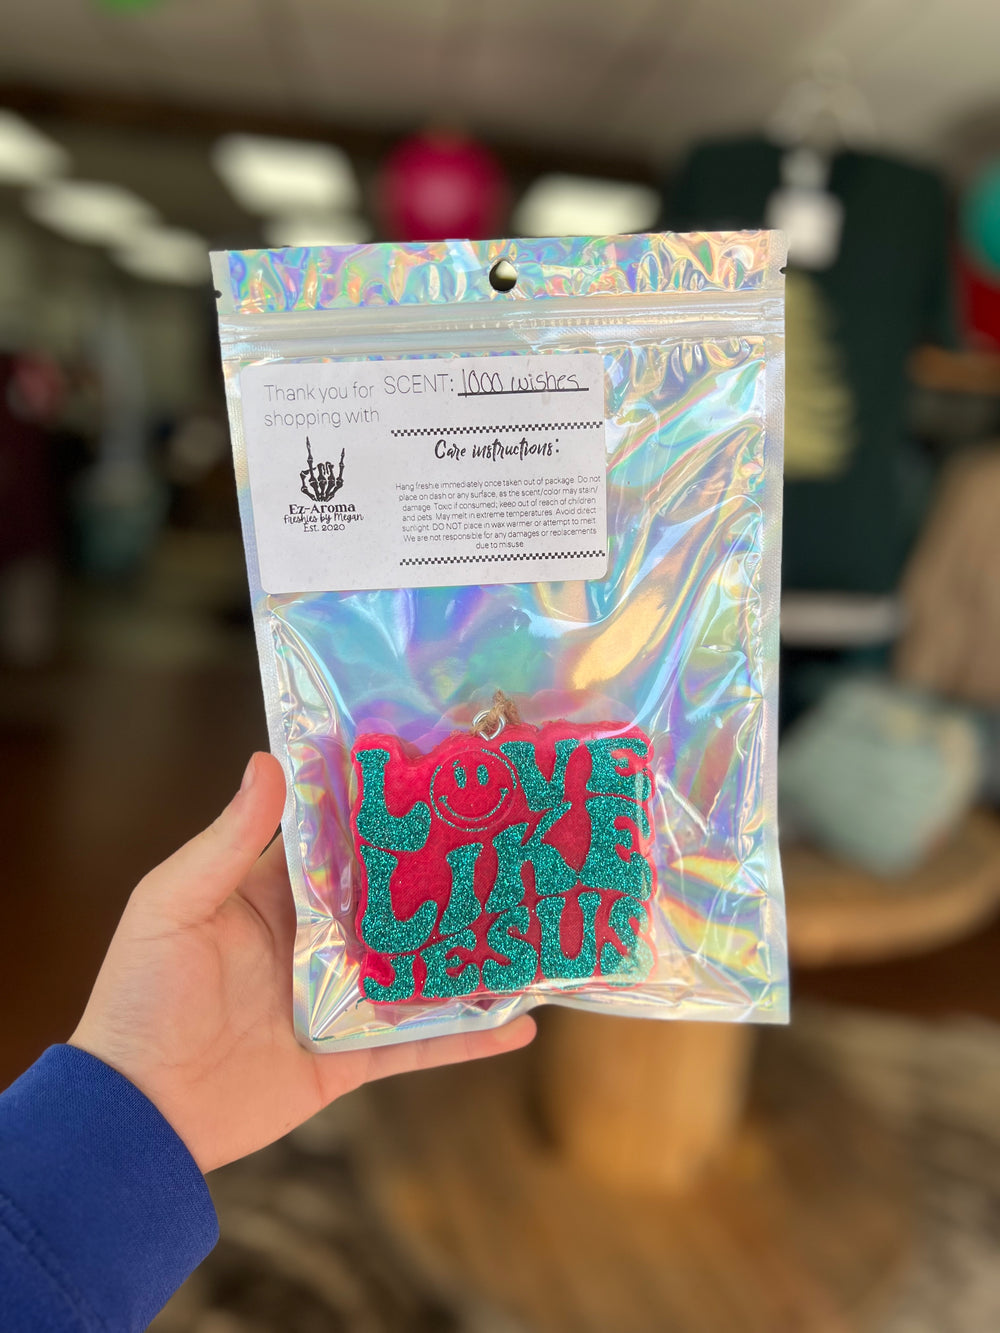 Thank you for
shopping with
Ez-Aroma
Freshies by Megan
Est. 2020
SCENT: 1000 wishes
Care instructions:
Hang freshie immediately once taken out of package. Do not
place on dash or any surface, as the scent/color may stain/
damage. Toxic if consumed; keep out of reach of children
and pets. May melt in extreme temperatures. Avoid direct
sunlight. DO NOT place in wax warmer or attempt to melt.
We are not responsible for any damages or replacements
due to misuse
LOVE
LIKE
JESUS